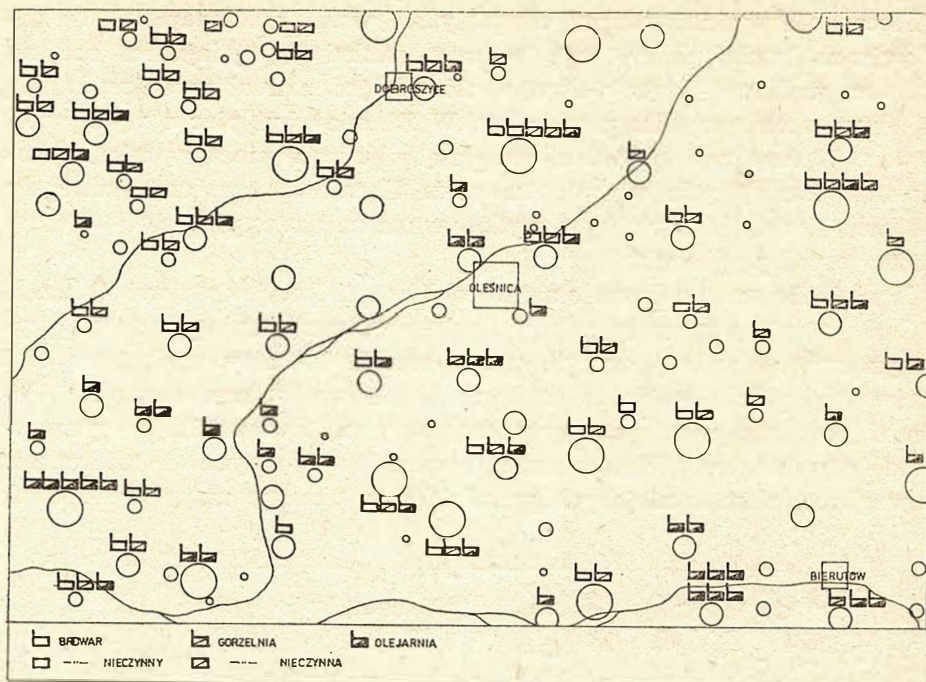 DOBROSZYCE
OLEŚNICA
BIERUTÓW
BROWAR GORZELNIA OLEJARNIA
—"— NIECZYNNY —"— NIECZYNNA